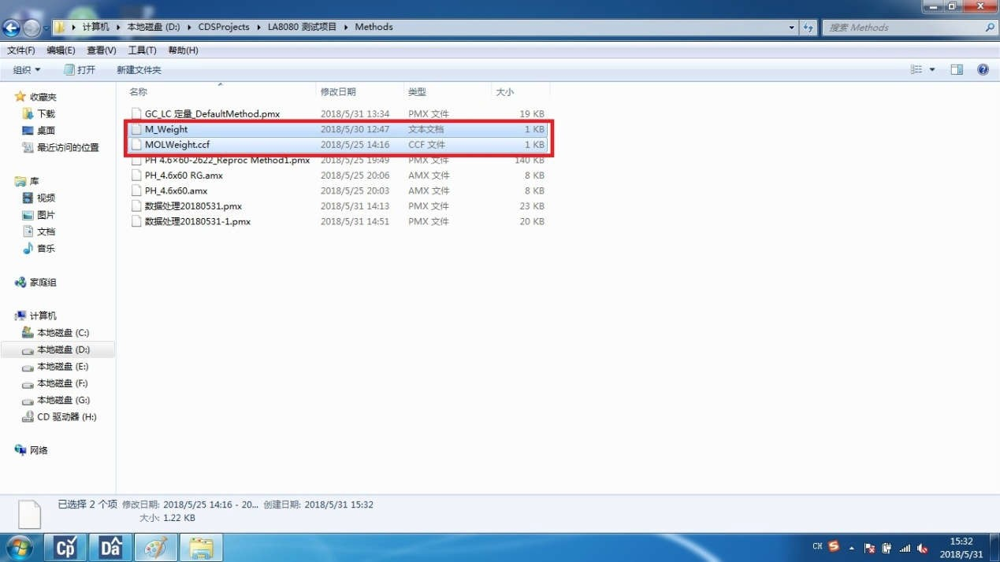 计算机 本地磁盘 (D:) CDSProjects LA8080 测试项目 Methods 搜索 Methods
文件(F) 编辑(E) 查看(V) 工具(T) 帮助(H)
组织 打开 新建文件夹
名称 修改日期 类型 大小
收藏夹
下载
桌面
最近访问的位置
库
视频
图片
文档
音乐
家庭组
计算机
本地磁盘 (C:)
本地磁盘 (D:)
本地磁盘 (E:)
本地磁盘 (F:)
本地磁盘 (G:)
CD 驱动器 (H:)
网络
GC_LC 定量_DefaultMethod.pmx 2018/5/31 13:34 PMX 文件 19 KB
M_Weight 2018/5/30 12:47 文本文档 1 KB
MOLWeight.ccf 2018/5/25 14:16 CCF 文件 1 KB
PH 4.6×60-2622_Reproc Method1.pmx 2018/5/25 19:49 PMX 文件 140 KB
PH_4.6x60 RG.amx 2018/5/25 20:06 AMX 文件 8 KB
PH_4.6x60.amx 2018/5/25 20:03 AMX 文件 8 KB
数据处理20180531.pmx 2018/5/31 14:13 PMX 文件 23 KB
数据处理20180531-1.pmx 2018/5/31 14:51 PMX 文件 20 KB
已选择 2 个项 修改日期: 2018/5/25 14:16 - 20... 创建日期: 2018/5/31 15:32
大小: 1.22 KB
Cp Da CH S 15:32
2018/5/31